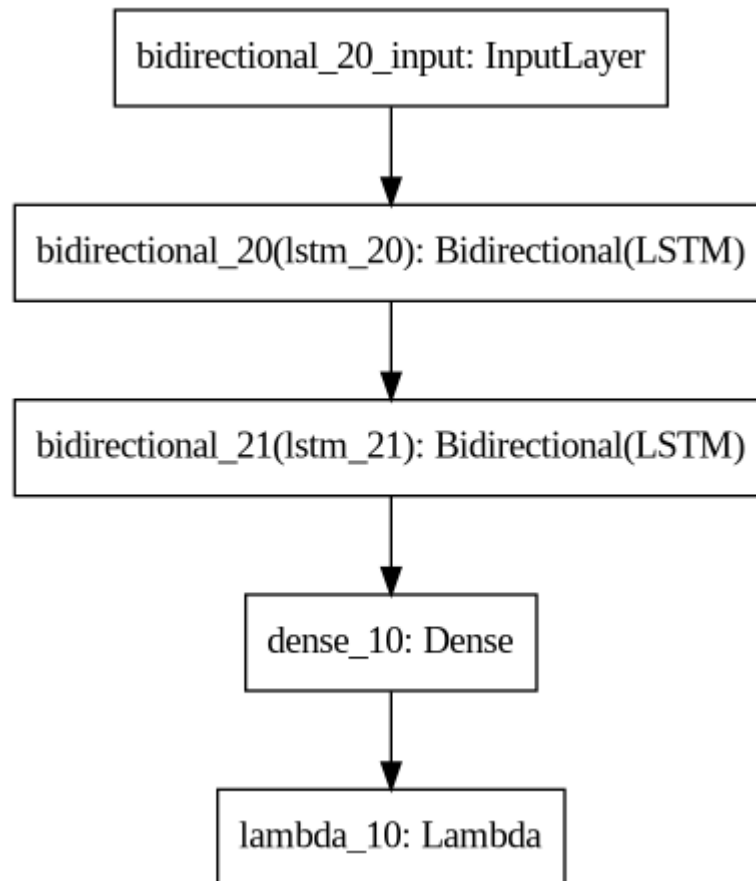 bidirectional_20_input: InputLayer
bidirectional_20(lstm_20): Bidirectional(LSTM)
bidirectional_21(lstm_21): Bidirectional(LSTM)
dense_10: Dense
lambda_10: Lambda